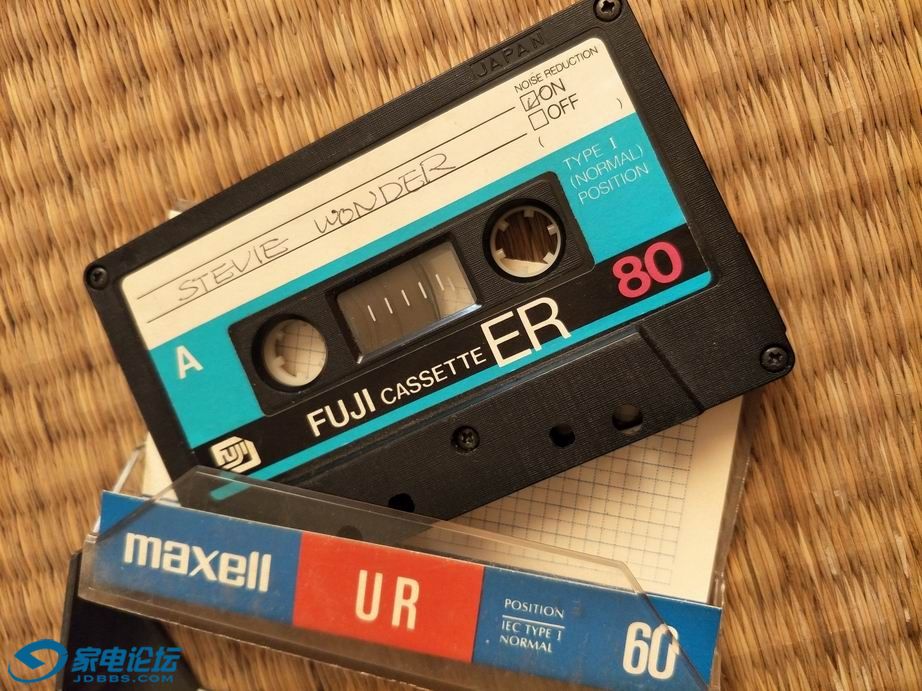 JAPAN
NOISE REDUCTION
ON
OFF
( )
STEVIE WONDER
TYPE I
(NORMAL)
POSITION
A
80
FUJI CASSETTE ER
FUJI
maxell
UR
POSITION
IEC TYPE I
NORMAL
60
家电论坛
JDBBS.COM